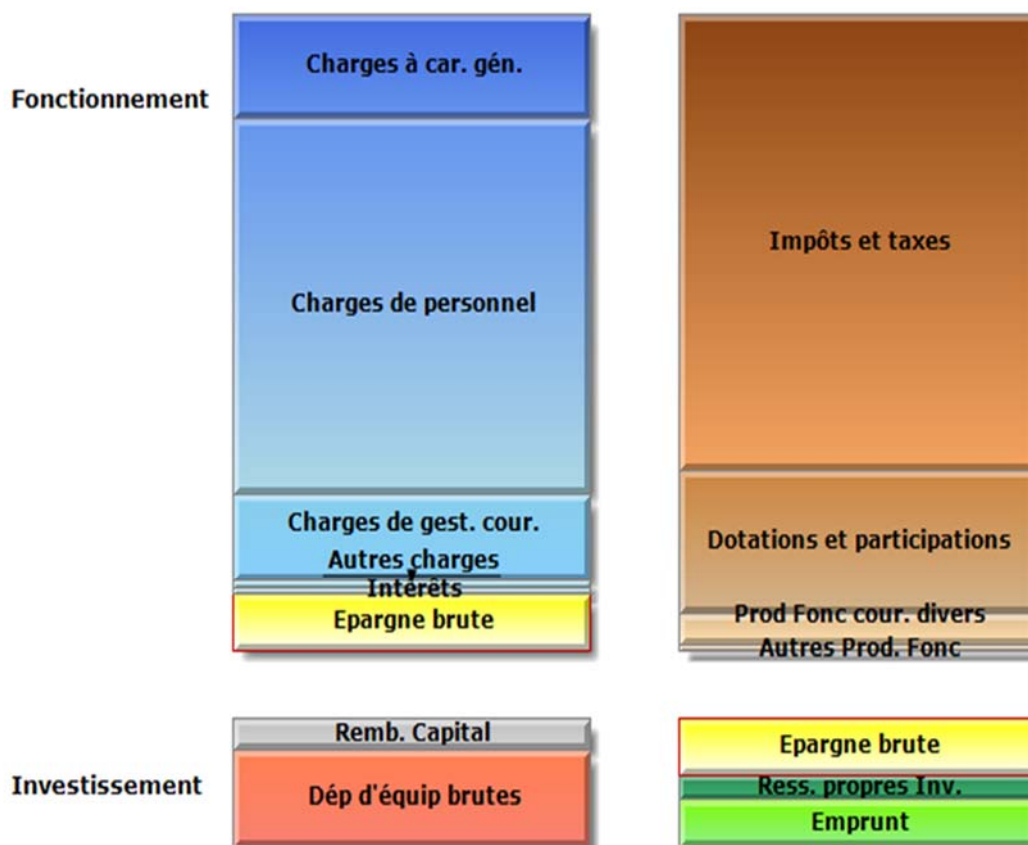 Fonctionnement
Charges à car. gén.
Charges de personnel
Charges de gest. cour.
Autres charges
Intérêts
Epargne brute
Impôts et taxes
Dotations et participations
Prod Fonc cour. divers
Autres Prod. Fonc
Investissement
Remb. Capital
Dép d'équip brutes
Epargne brute
Ress. propres Inv.
Emprunt